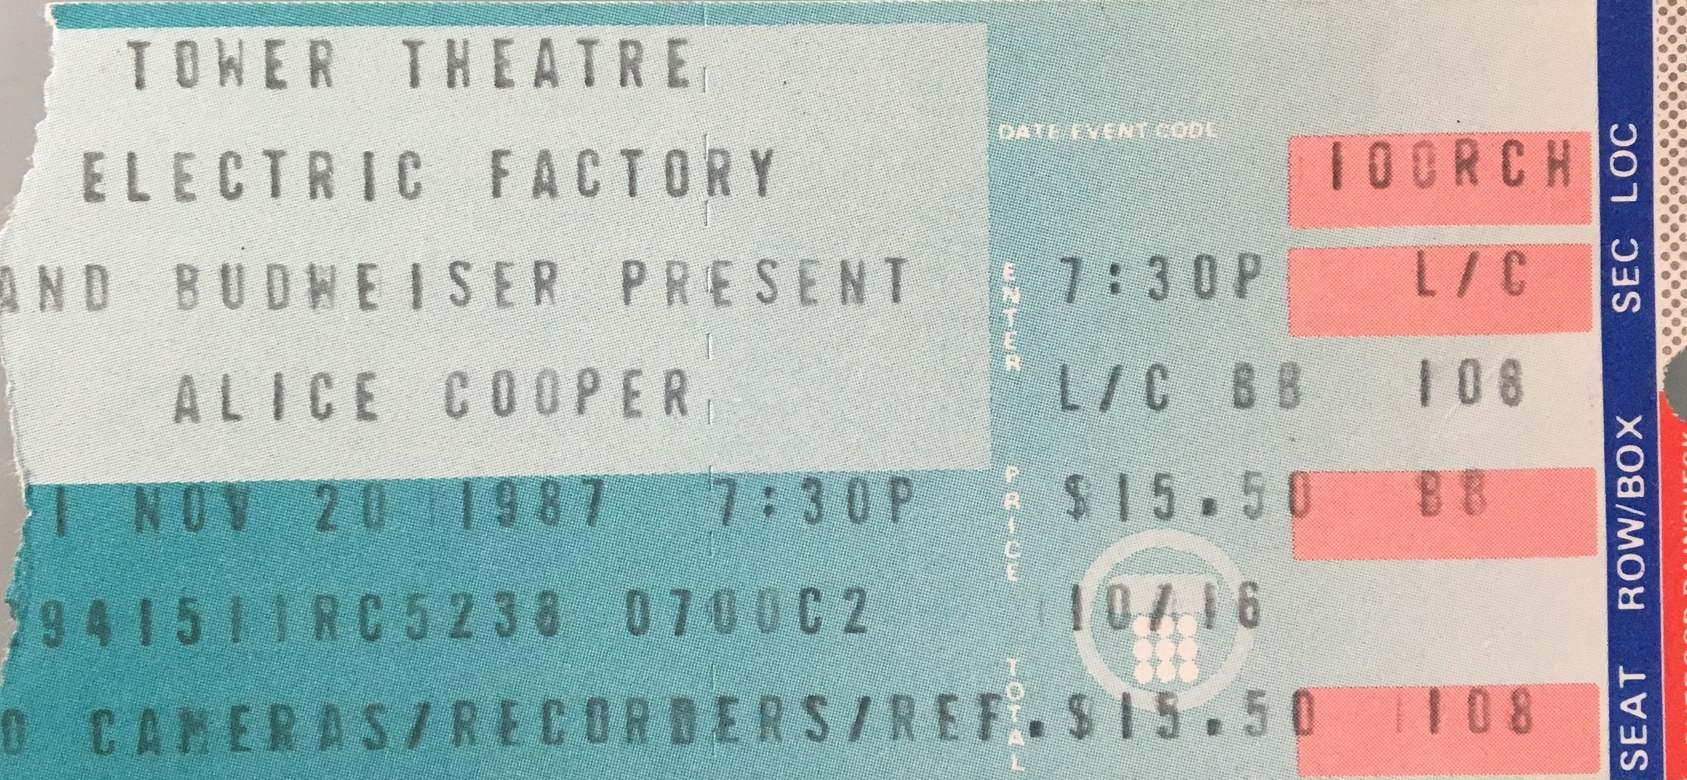 TOWER THEATRE
ELECTRIC FACTORY
AND BUDWEISER PRESENT
ALICE COOPER
NOV 20 1987 7:30P
0700C2
CAMERAS/RECORDERS/REF.
DATE EVENT CODE
ENTER
7:30P
L/C BB 108
PRICE
$15.50
10/16
TOTAL
$15.50
100RCH
L/C
BB
108
SEC LOC
ROW/BOX
SEAT